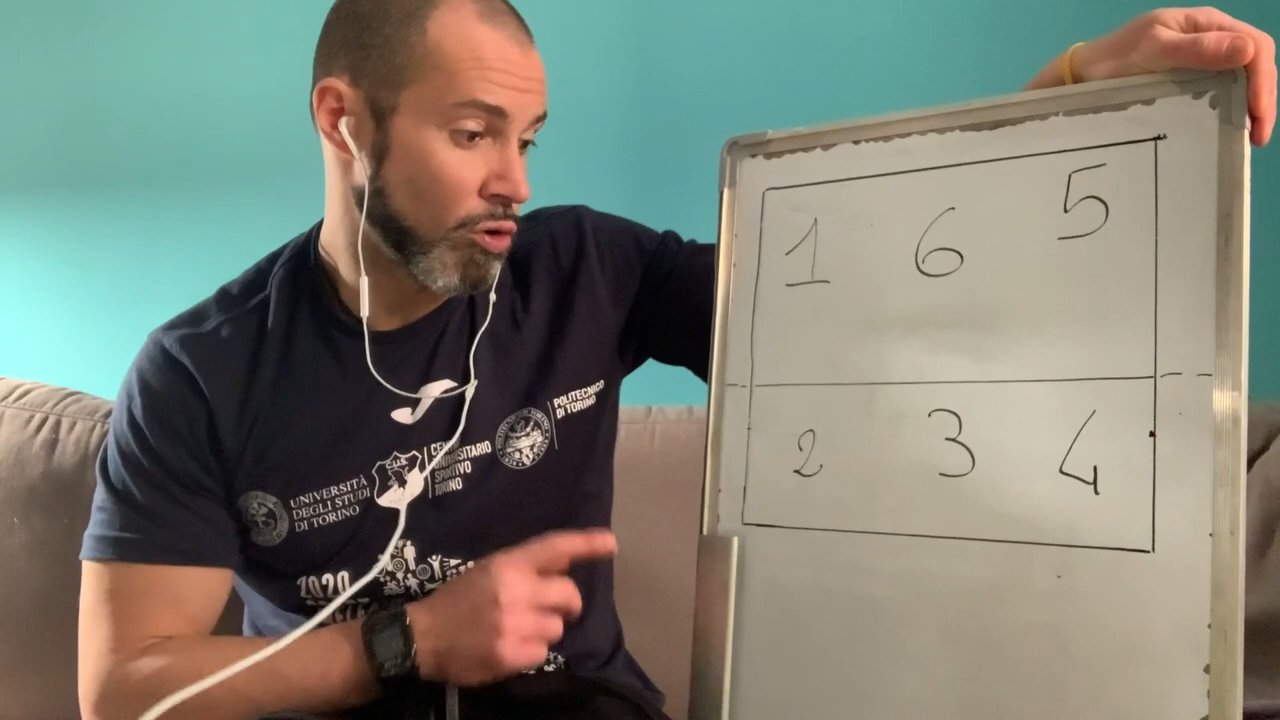 1 6 5
2 3 4
UNIVERSITÀ
DEGLI STUDI
DI TORINO
C.U.S.
CENTRO
UNIVERSITARIO
SPORTIVO
TORINO
POLITECNICO
DI TORINO
2020